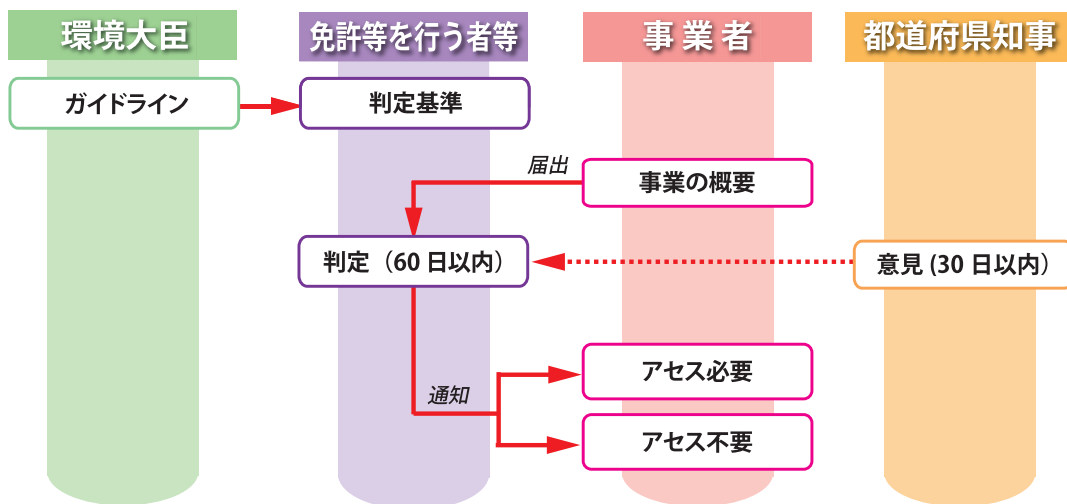 環境大臣
免許等を行う者等
事業者
都道府県知事
ガイドライン
判定基準
届出
事業の概要
判定（60日以内）
意見(30日以内)
アセス必要
通知
アセス不要